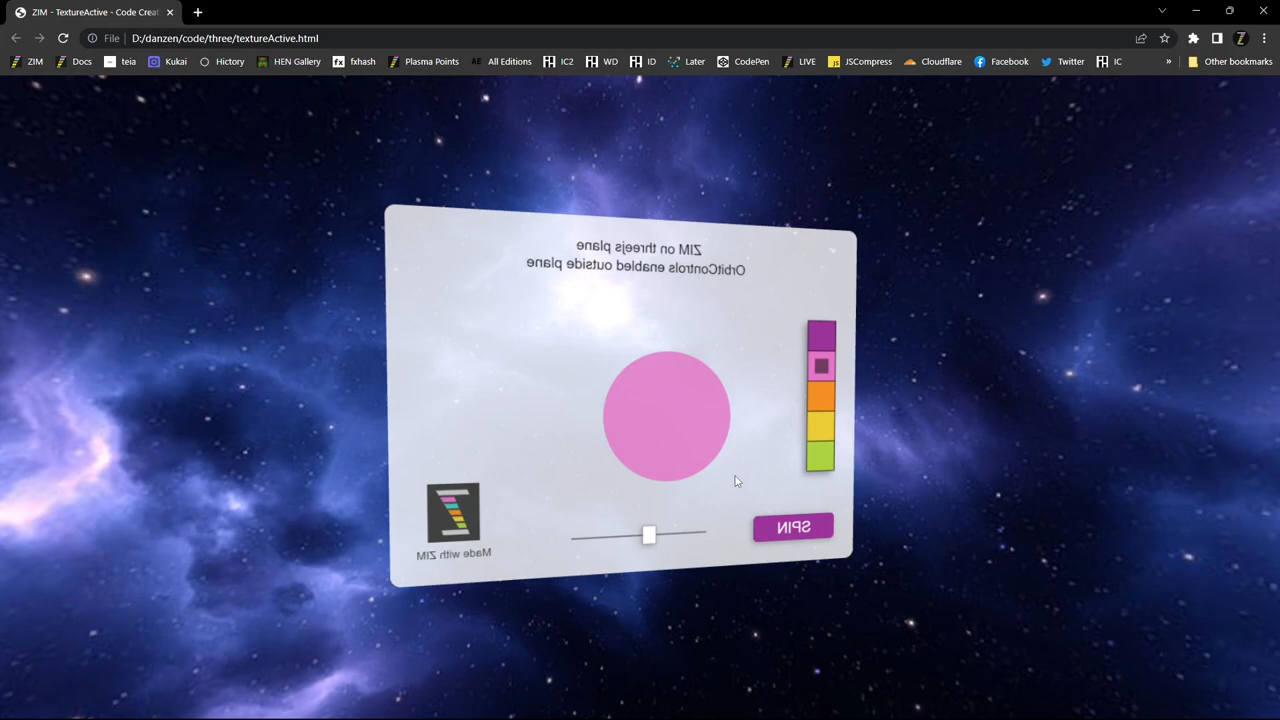 ZIM - TextureActive - Code Creat
File D:/danzen/code/three/textureActive.html
ZIM Docs teia Kukai Hictory HEN Gallery fxhash Plasma Points All Editions IC2 WD ID Later CodePen LIVE JSCompress Cloudflare Facebook Twitter IC » Other bookmarks
ZIM on threejs plane
OrbitControls enabled outside plane
SPIN
Made with ZIM